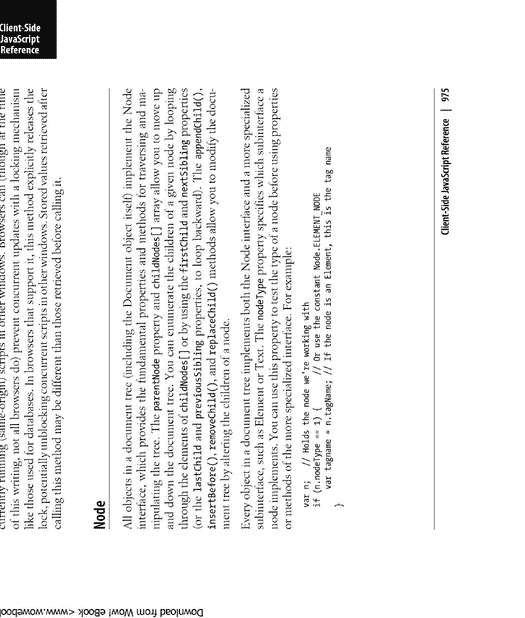 Client-Side
JavaScript
Reference
currently running (same-origin) scripts in other windows. Browsers can (though at the time
of this writing, not all browsers do) prevent concurrent updates with a locking mechanism
like those used for databases. In browsers that support it, this method explicitly releases the
lock, potentially unblocking concurrent scripts in other windows. Stored values retrieved after
calling this method may be different than those retrieved before calling it.
Node
All objects in a document tree (including the Document object itself) implement the Node
interface, which provides the fundamental properties and methods for traversing and ma-
nipulating the tree. The parentNode property and childNodes[] array allow you to move up
and down the document tree. You can enumerate the children of a given node by looping
through the elements of childNodes[] or by using the firstChild and nextSibling properties
(or the lastChild and previousSibling properties, to loop backward). The appendChild(),
insertBefore(), removeChild(), and replaceChild() methods allow you to modify the docu-
ment tree by altering the children of a node.
Every object in a document tree implements both the Node interface and a more specialized
subinterface, such as Element or Text. The nodeType property specifies which subinterface a
node implements. You can use this property to test the type of a node before using properties
or methods of the more specialized interface. For example:
var n; // Holds the node we're working with
if (n.nodeType == 1) { // Or use the constant Node.ELEMENT_NODE
var tagname = n.tagName; // If the node is an Element, this is the tag name
}
Client-Side JavaScript Reference | 975
Download from Wow! eBook <www.wowebook